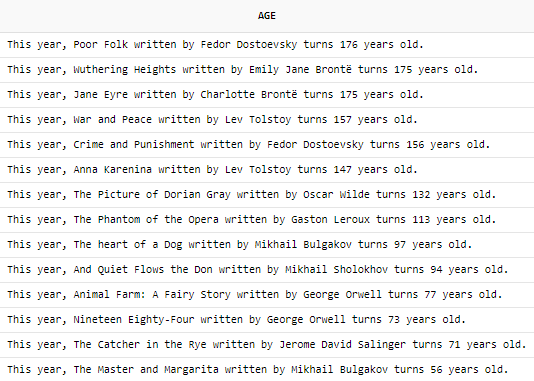 AGE
This year, Poor Folk written by Fedor Dostoevsky turns 176 years old.
This year, Wuthering Heights written by Emily Jane Brontë turns 175 years old.
This year, Jane Eyre written by Charlotte Brontë turns 175 years old.
This year, War and Peace written by Lev Tolstoy turns 157 years old.
This year, Crime and Punishment written by Fedor Dostoevsky turns 156 years old.
This year, Anna Karenina written by Lev Tolstoy turns 147 years old.
This year, The Picture of Dorian Gray written by Oscar Wilde turns 132 years old.
This year, The Phantom of the Opera written by Gaston Leroux turns 113 years old.
This year, The heart of a Dog written by Mikhail Bulgakov turns 97 years old.
This year, And Quiet Flows the Don written by Mikhail Sholokhov turns 94 years old.
This year, Animal Farm: A Fairy Story written by George Orwell turns 77 years old.
This year, Nineteen Eighty-Four written by George Orwell turns 73 years old.
This year, The Catcher in the Rye written by Jerome David Salinger turns 71 years old.
This year, The Master and Margarita written by Mikhail Bulgakov turns 56 years old.